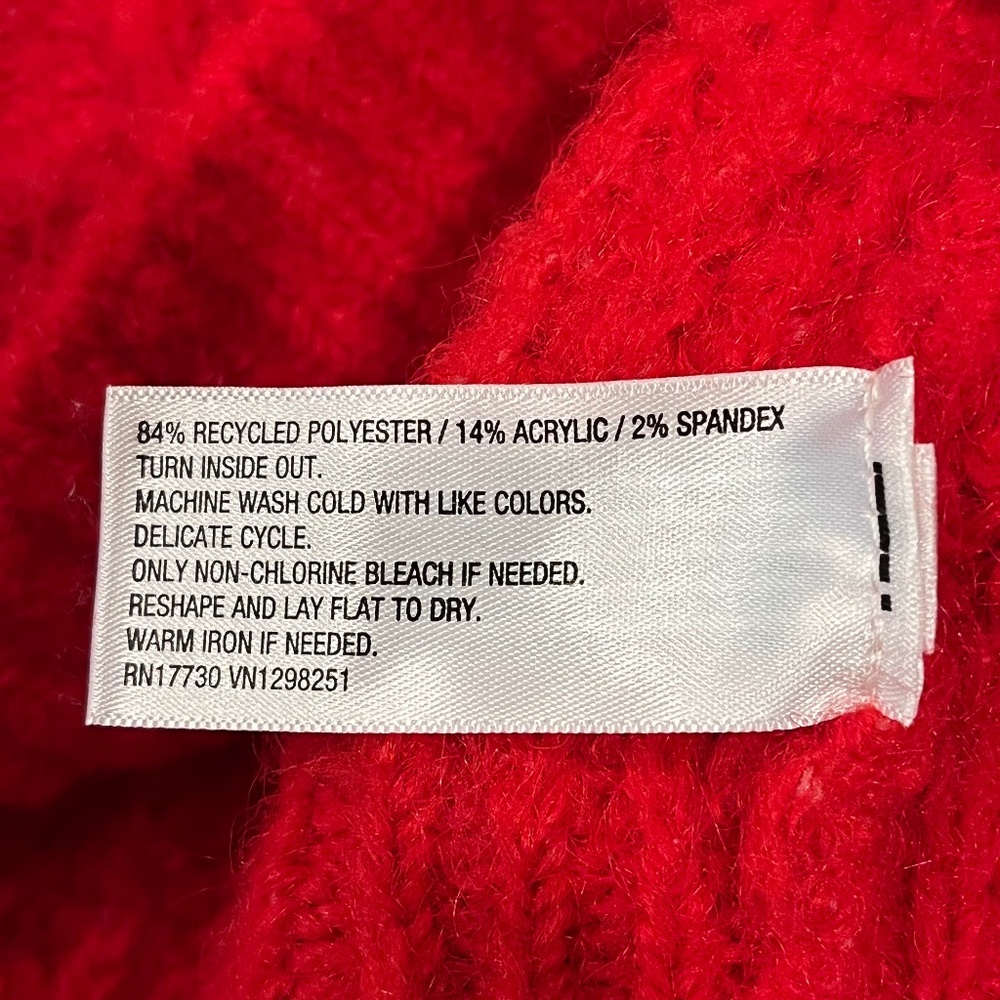 84% RECYCLED POLYESTER / 14% ACRYLIC / 2% SPANDEX
TURN INSIDE OUT.
MACHINE WASH COLD WITH LIKE COLORS.
DELICATE CYCLE.
ONLY NON-CHLORINE BLEACH IF NEEDED.
RESHAPE AND LAY FLAT TO DRY.
WARM IRON IF NEEDED.
RN17730 VN1298251